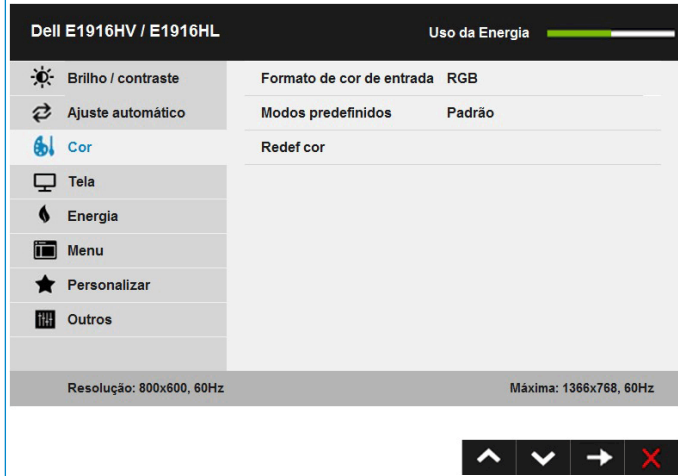 Dell E1916HV / E1916HL Uso da Energia
Brilho / contraste Formato de cor de entrada RGB
Ajuste automático Modos predefinidos Padrão
Cor Redef cor
Tela
Energia
Menu
Personalizar
Outros
Resolução: 800x600, 60Hz Máxima: 1366x768, 60Hz